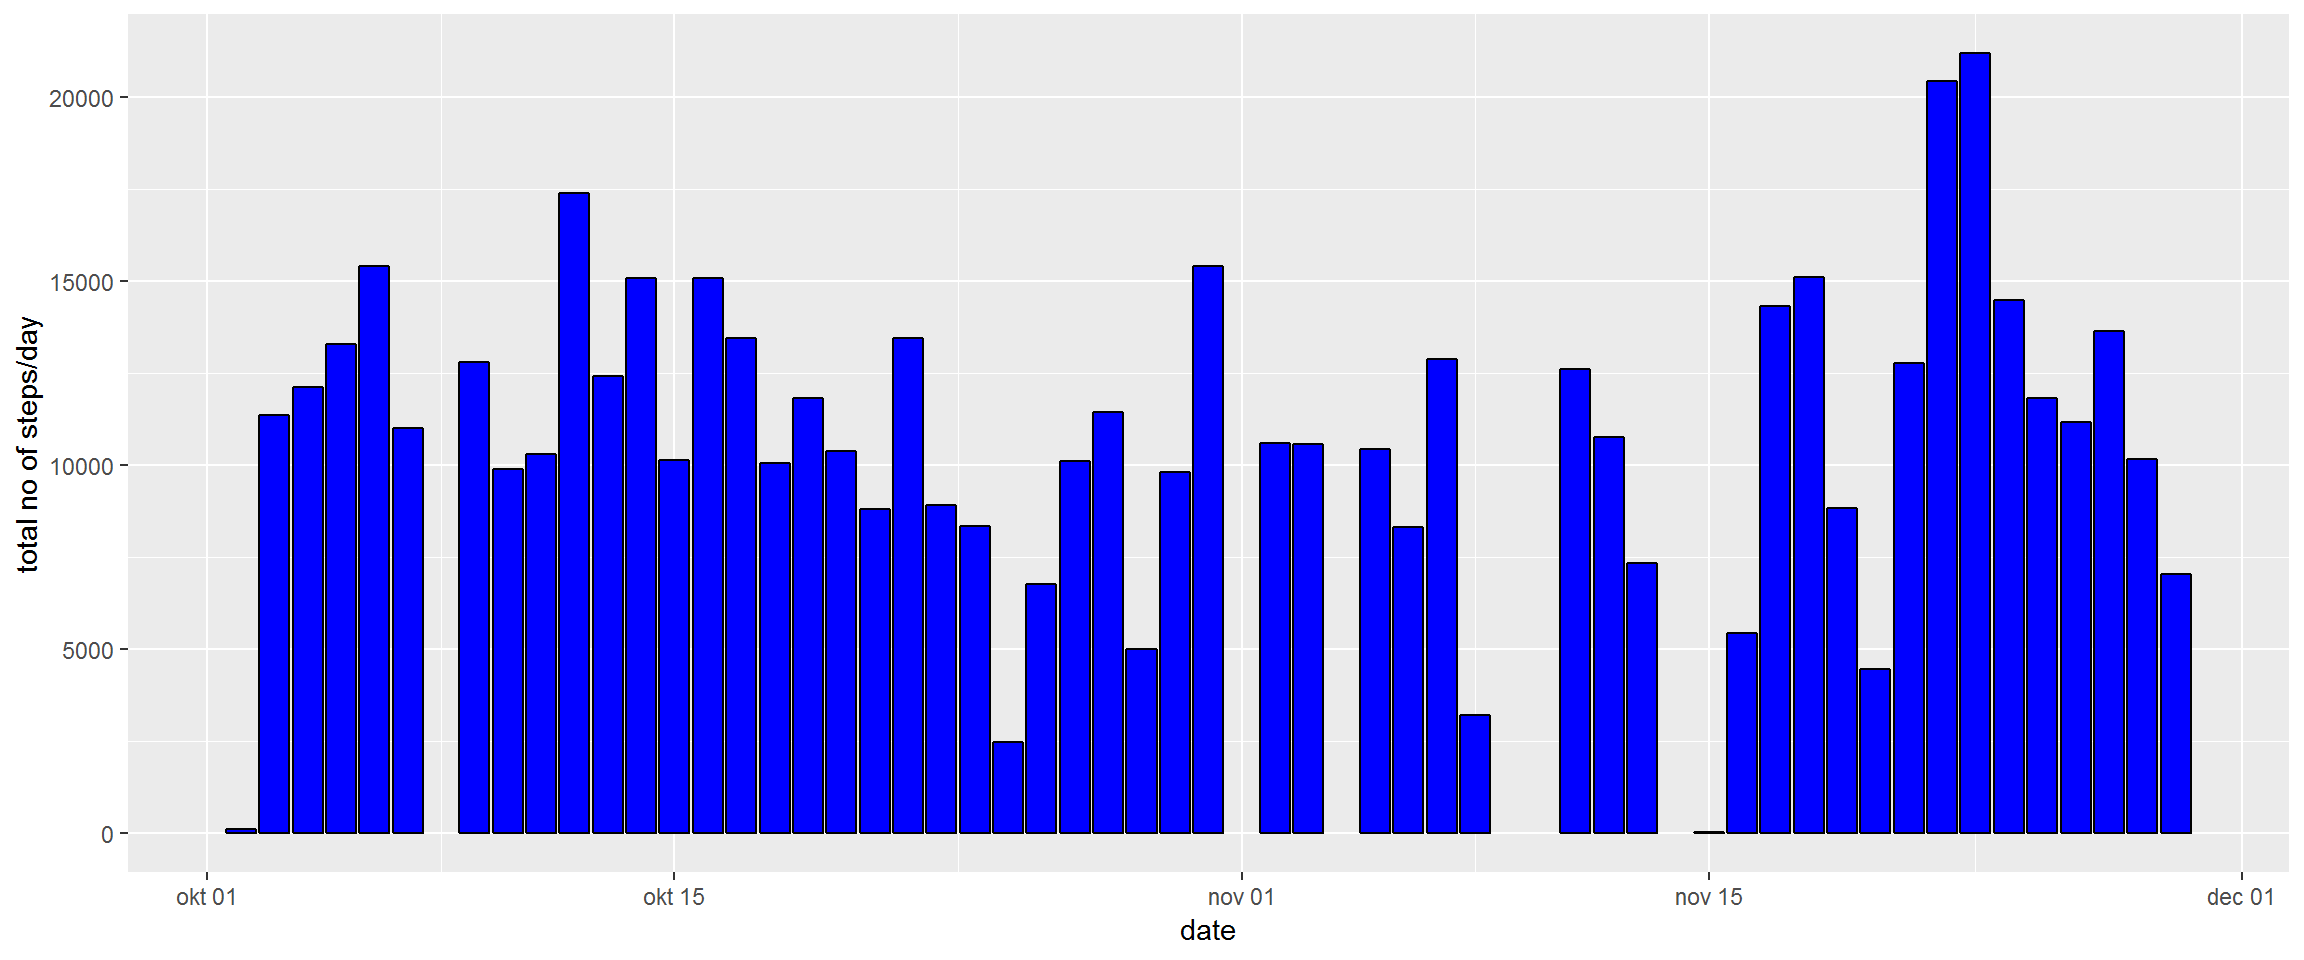 total no of steps/day
20000
15000
10000
5000
0
okt 01
okt 15
nov 01
nov 15
dec 01
date